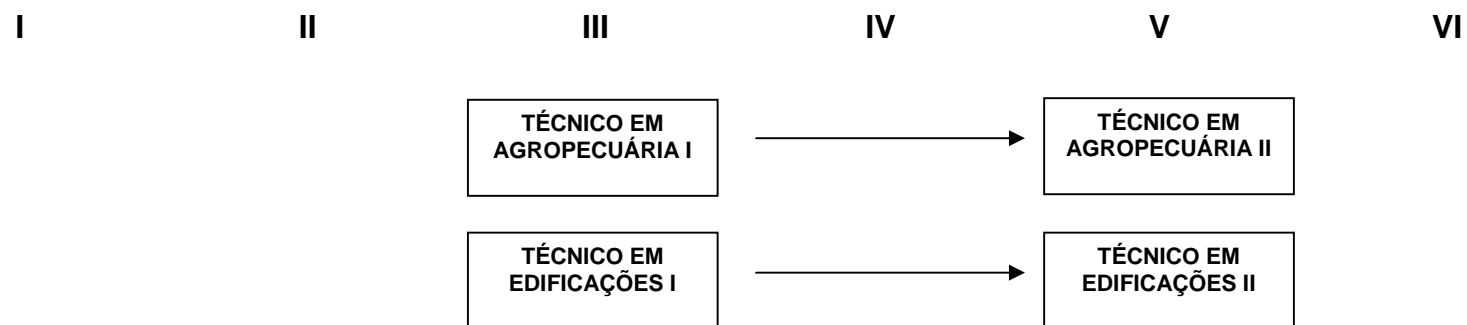 I II III IV V VI
TÉCNICO EM
AGROPECUÁRIA I
TÉCNICO EM
AGROPECUÁRIA II
TÉCNICO EM
EDIFICAÇÕES I
TÉCNICO EM
EDIFICAÇÕES II